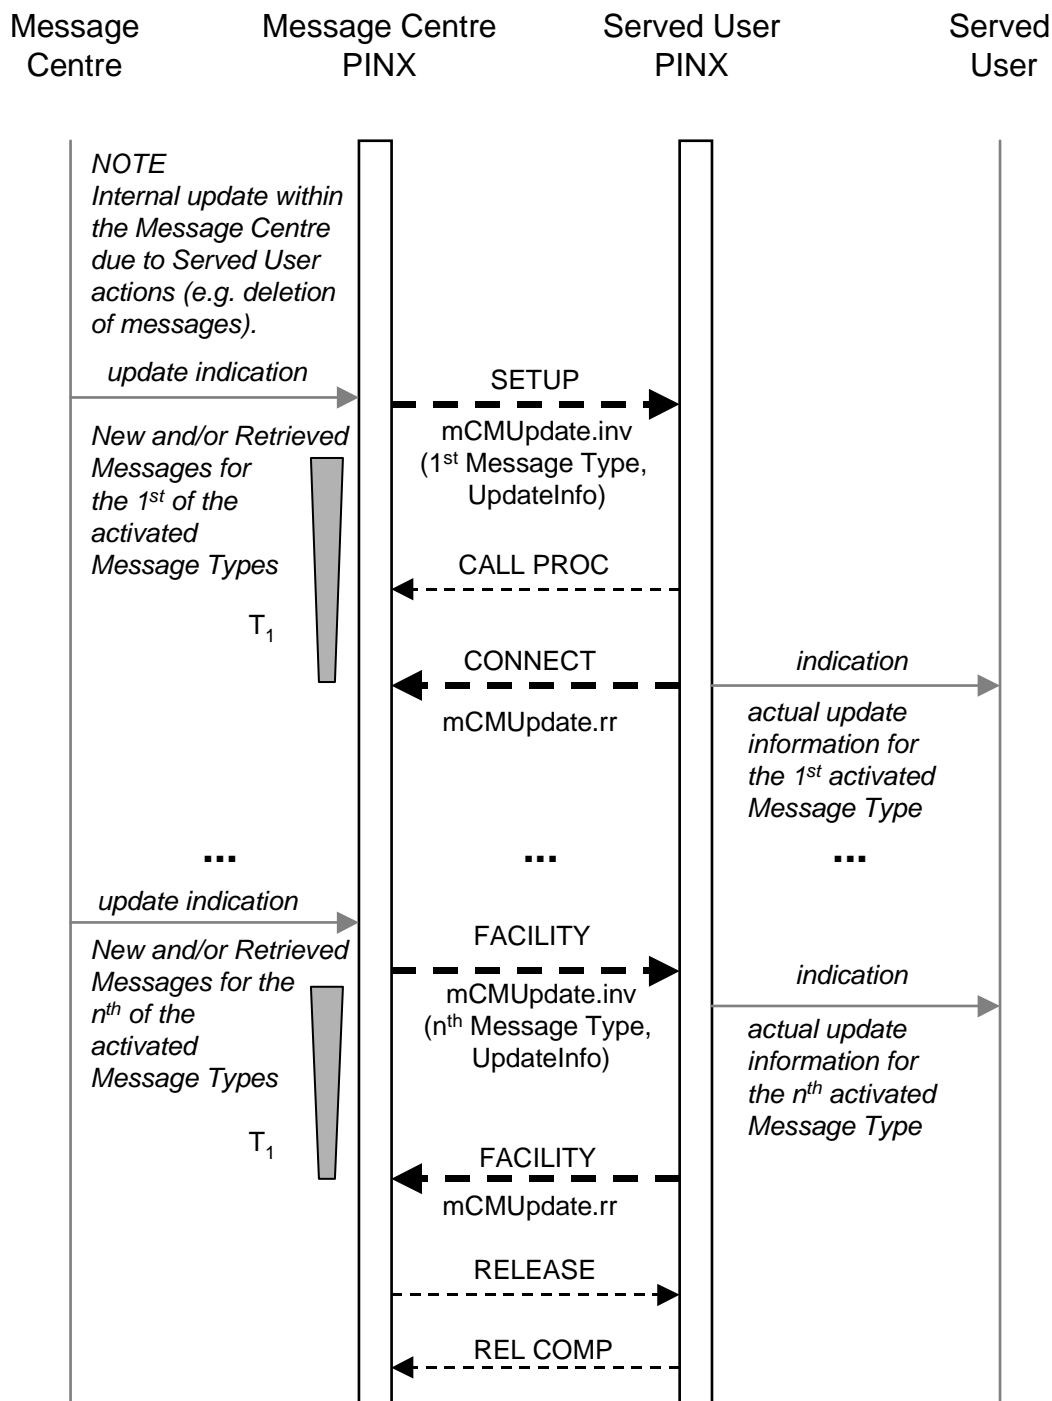 Message Centre
Message Centre PINX
Served User PINX
Served User
NOTE
Internal update within
the Message Centre
due to Served User
actions (e.g. deletion
of messages).
update indication
SETUP
mCMUpdate.inv
(1st Message Type,
UpdateInfo)
New and/or Retrieved
Messages for
the 1st of the
activated
Message Types
CALL PROC
T1
CONNECT
mCMUpdate.rr
indication
actual update
information for
the 1st activated
Message Type
... ... ...
update indication
FACILITY
mCMUpdate.inv
(nth Message Type,
UpdateInfo)
New and/or Retrieved
Messages for the
nth of the
activated
Message Types
indication
actual update
information for
the nth activated
Message Type
T1
FACILITY
mCMUpdate.rr
RELEASE
REL COMP